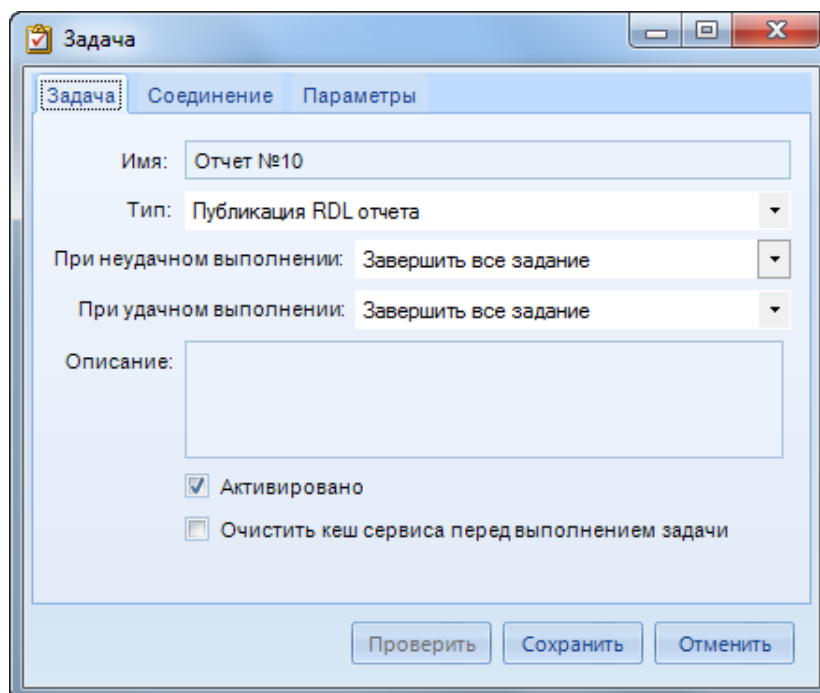 Задача
Задача Соединение Параметры
Имя: Отчет №10
Тип: Публикация RDL отчета
При неудачном выполнении: Завершить все задание
При удачном выполнении: Завершить все задание
Описание:
Активировано
Очистить кеш сервиса перед выполнением задачи
Проверить Сохранить Отменить